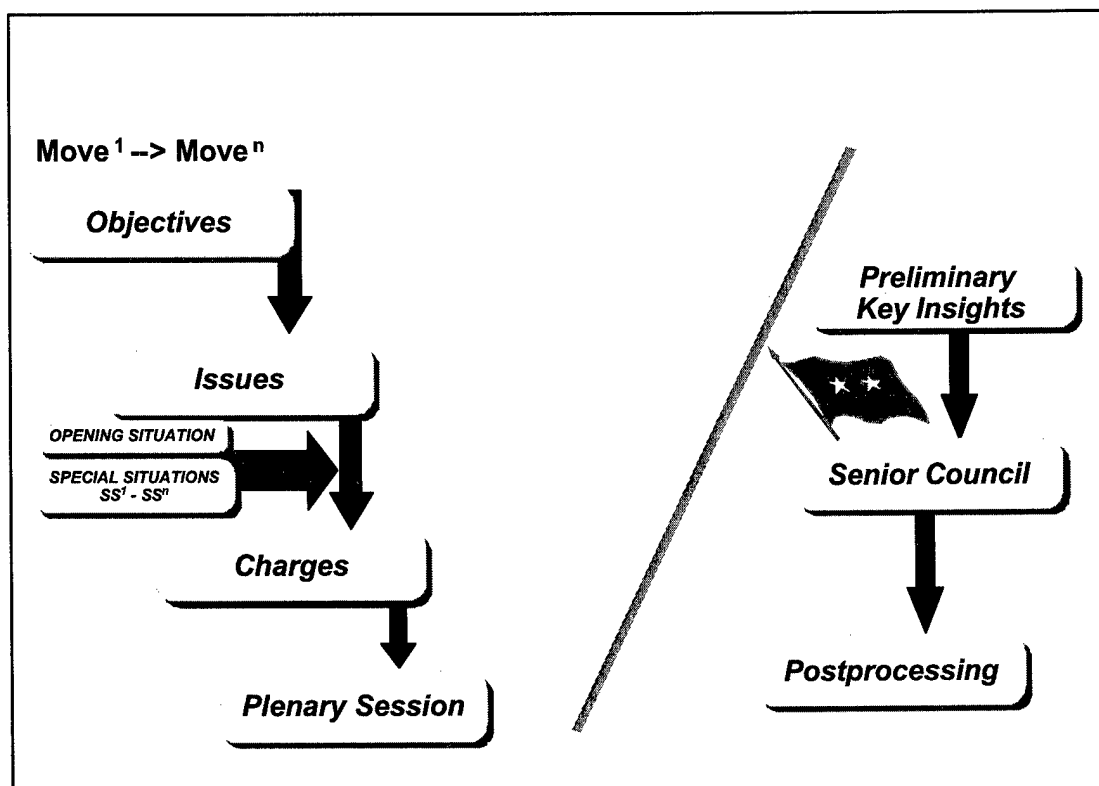 Move ¹ --> Move ⁿ
Objectives
Issues
OPENING SITUATION
SPECIAL SITUATIONS
SS¹ - SSⁿ
Charges
Plenary Session
Preliminary
Key Insights
Senior Council
Postprocessing